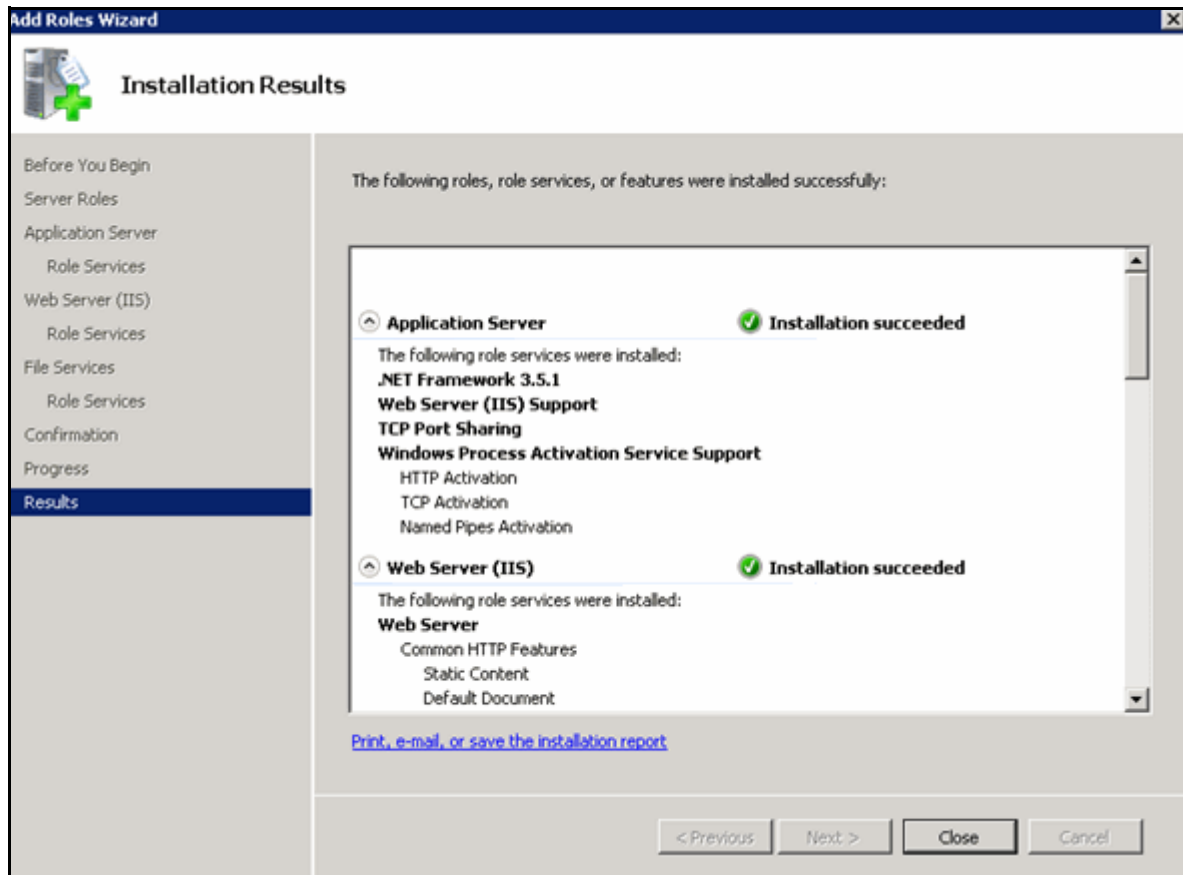 Add Roles Wizard
Installation Results
Before You Begin
Server Roles
Application Server
Role Services
Web Server (IIS)
Role Services
File Services
Role Services
Confirmation
Progress
Results
The following roles, role services, or features were installed successfully:
Application Server Installation succeeded
The following role services were installed:
.NET Framework 3.5.1
Web Server (IIS) Support
TCP Port Sharing
Windows Process Activation Service Support
HTTP Activation
TCP Activation
Named Pipes Activation
Web Server (IIS) Installation succeeded
The following role services were installed:
Web Server
Common HTTP Features
Static Content
Default Document
Print, e-mail, or save the installation report
< Previous Next > Close Cancel